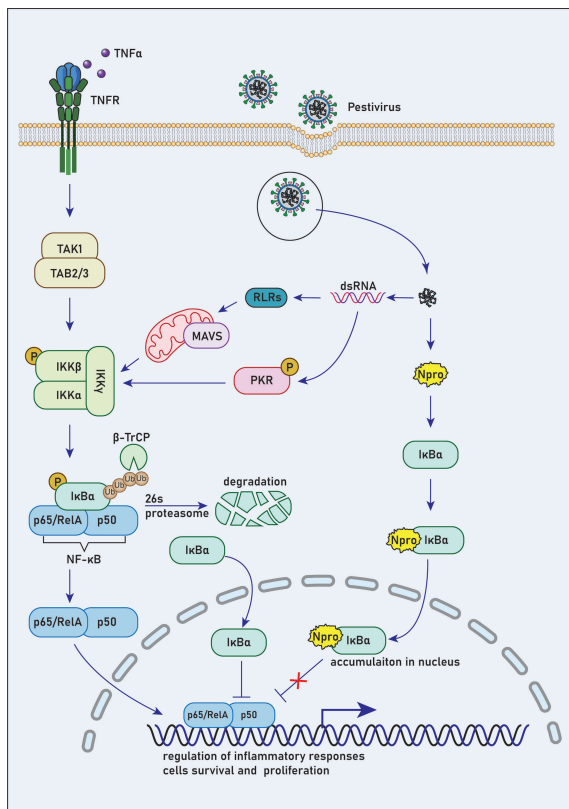 TNFα
TNFR
Pestivirus
TAK1
TAB2/3
dsRNA
RLRs
MAVS
P
IKKβ
IKKα
IKKγ
PKR
P
Npro
β-TrCP
IκBα
P
IκBα
Ub
Ub
Ub
Ub
p65/RelA
p50
26s
proteasome
degradation
NF-κB
IκBα
Npro
IκBα
p65/RelA
p50
IκBα
Npro
IκBα
accumulaiton in nucleus
p65/RelA
p50
regulation of inflammatory responses
cells survival and proliferation